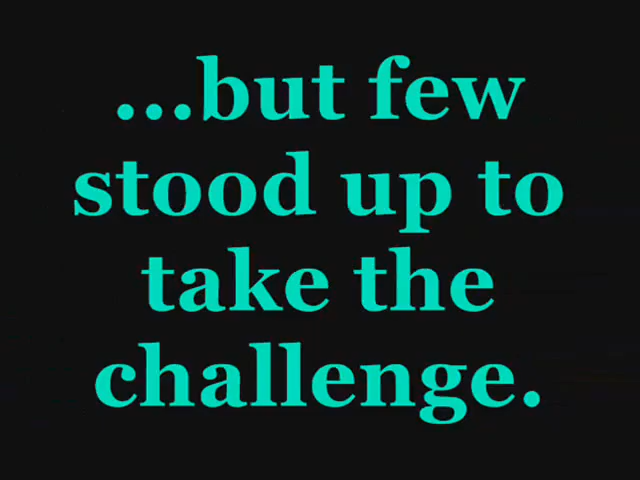 ...but few
stood up to
take the
challenge.